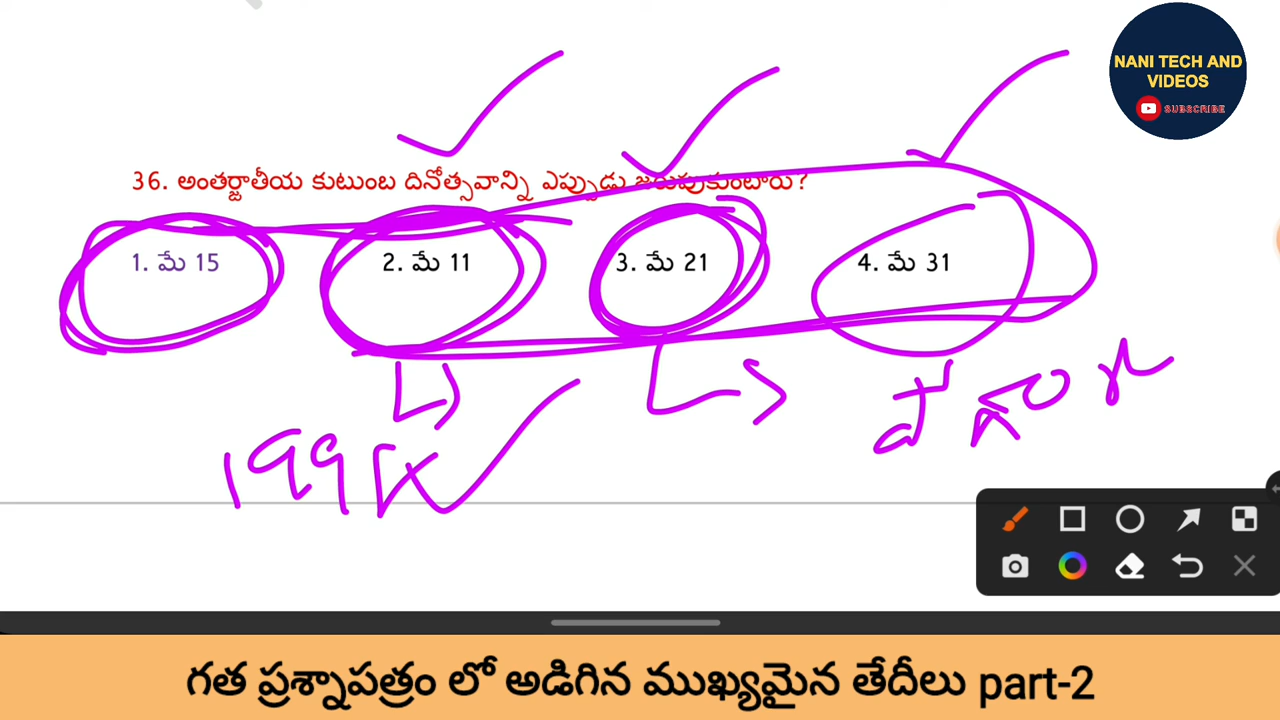 NANI TECH AND
VIDEOS
SUBSCRIBE
36. అంతర్జాతీయ కుటుంబ దినోత్సవాన్ని ఎప్పుడు జరుపుకుంటారు?
1. మే 15 2. మే 11 3. మే 21 4. మే 31
గత ప్రశ్నాపత్రం లో అడిగిన ముఖ్యమైన తేదీలు part-2